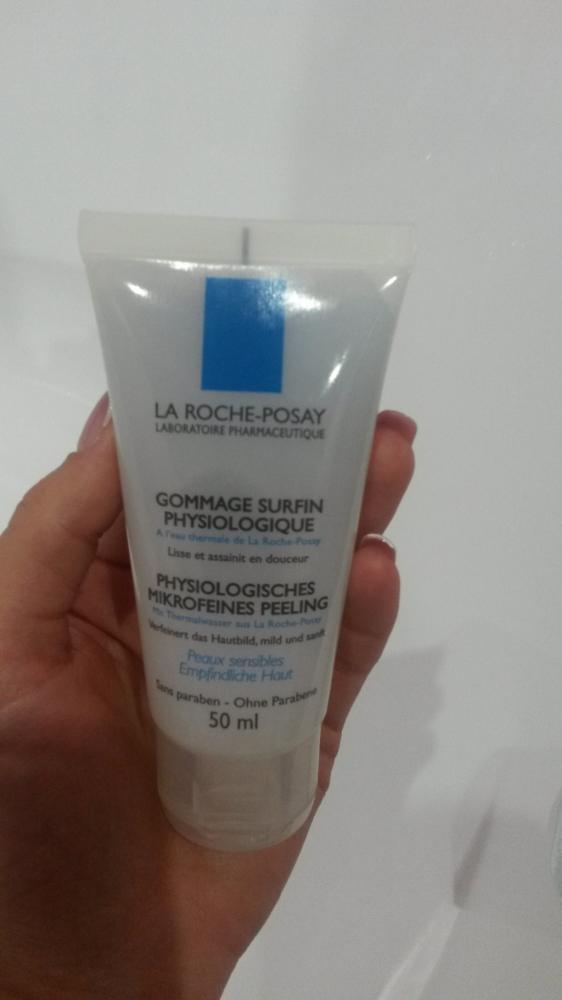 LA ROCHE-POSAY
LABORATOIRE PHARMACEUTIQUE
GOMMAGE SURFIN
PHYSIOLOGIQUE
A l'eau thermale de La Roche-Posay
Lisse et assainit en douceur
PHYSIOLOGISCHES
MIKROFEINES PEELING
Mit Thermalwasser aus La Roche-Posay
Verfeinert das Hautbild, mild und sanft
Peaux sensibles
Empfindliche Haut
Sans paraben - Ohne Parabene
50 ml